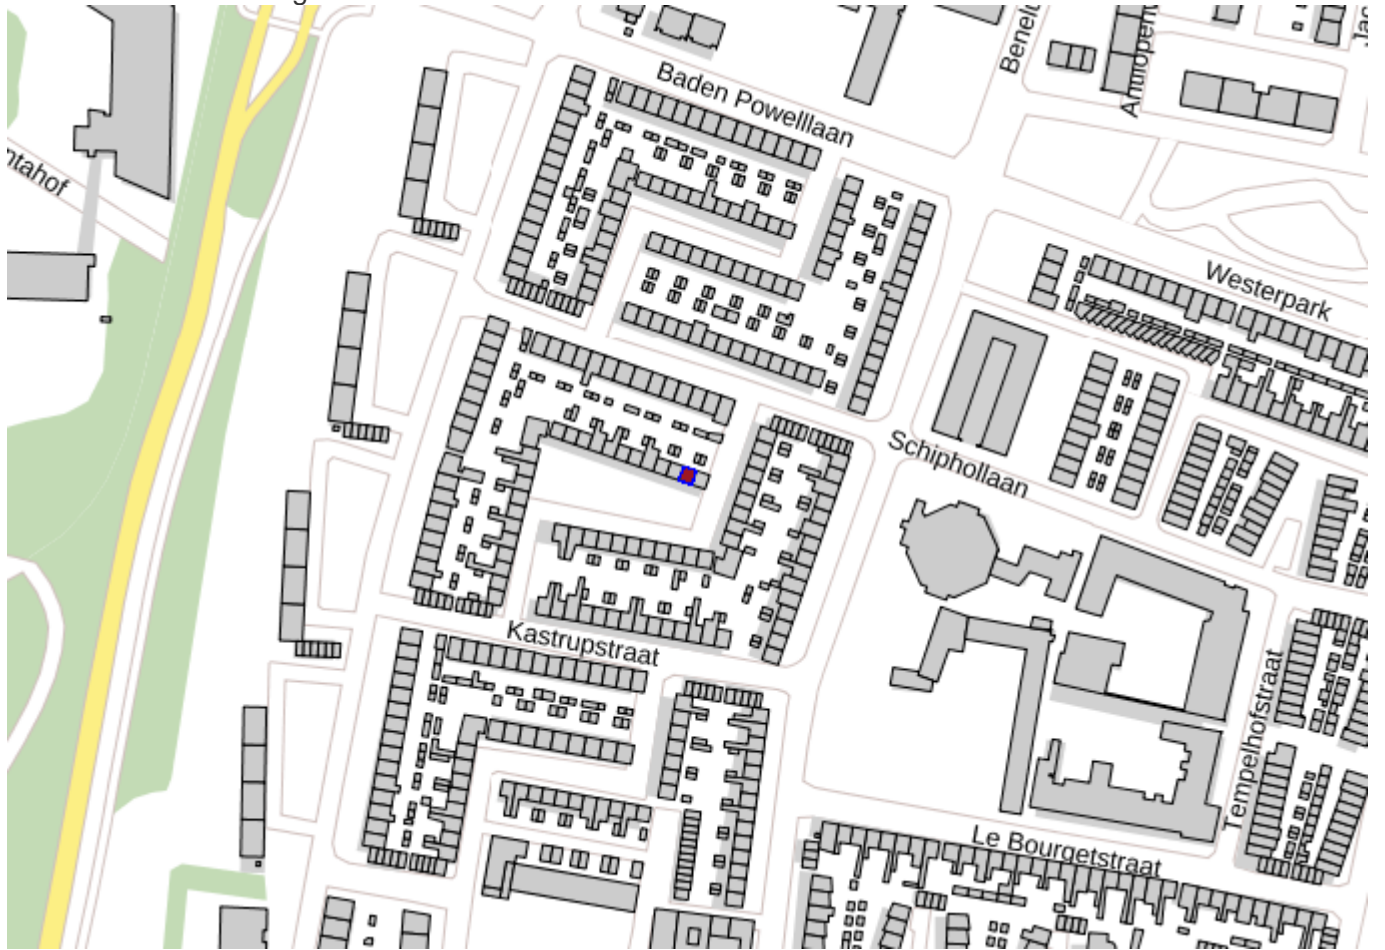 Baden Powelllaan
ntahof
Westerpark
Schiphollaan
Kastrupstraat
Tempelhofstraat
Le Bourgetstraat